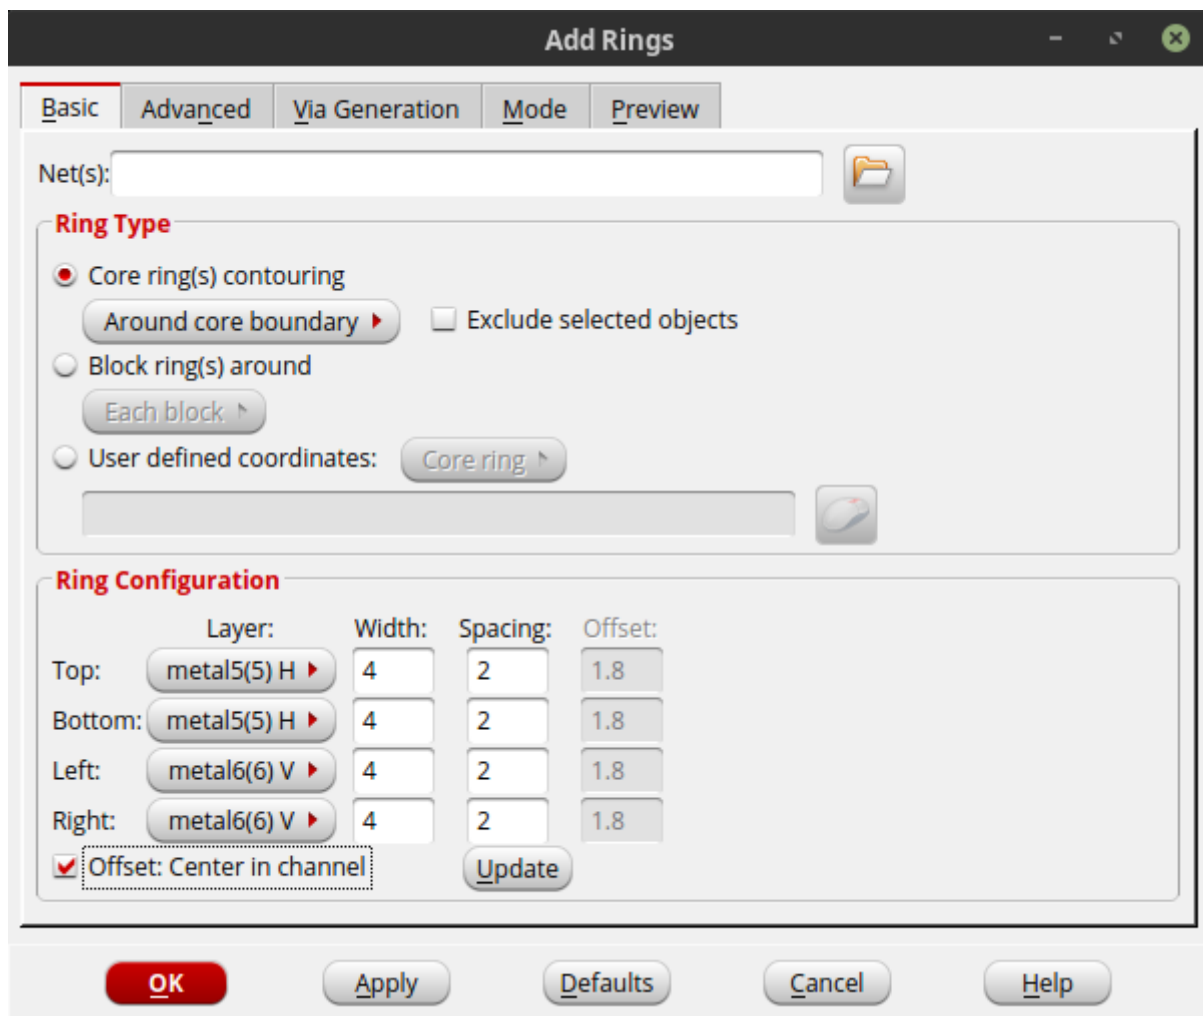 Add Rings
Basic Advanced Via Generation Mode Preview
Net(s):
Ring Type
Core ring(s) contouring
Around core boundary Exclude selected objects
Block ring(s) around
Each block
User defined coordinates: Core ring
Ring Configuration
Layer: Width: Spacing: Offset:
Top: metal5(5) H 4 2 1.8
Bottom: metal5(5) H 4 2 1.8
Left: metal6(6) V 4 2 1.8
Right: metal6(6) V 4 2 1.8
Offset: Center in channel Update
OK Apply Defaults Cancel Help